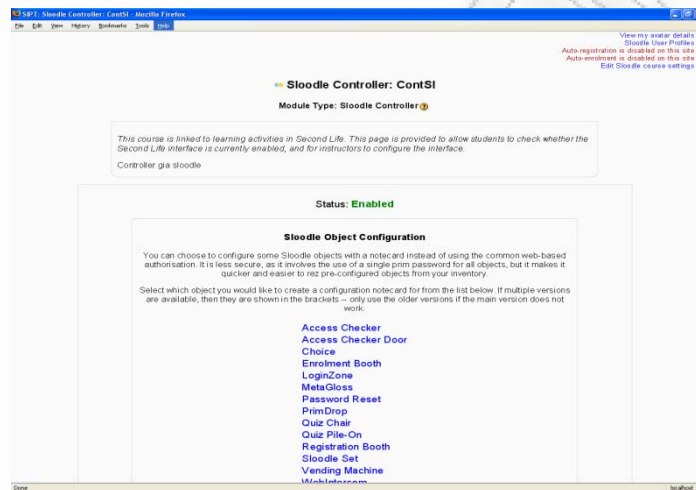 SIPT: Sloodle Controller: ContSl - Mozilla Firefox
File Edit View History Bookmarks Tools Help
View my avatar details
Sloodle User Profiles
Auto-registration is disabled on this site
Auto-enrolment is disabled on this site
Edit Sloodle course settings
Sloodle Controller: ContSl
Module Type: Sloodle Controller
This course is linked to learning activities in Second Life. This page is provided to allow students to check whether the
Second Life interface is currently enabled, and for instructors to configure the interface.
Controller gia sloodle
Status: Enabled
Sloodle Object Configuration
You can choose to configure some Sloodle objects with a notecard instead of using the common web-based
authorisation. It is less secure, as it involves the use of a single prim password for all objects, but it makes it
quicker and easier to rez pre-configured objects from your inventory.
Select which object you would like to create a configuration notecard for from the list below. If multiple versions
are available, then they are shown in the brackets -- only use the older versions if the main version does not
work.
Access Checker
Access Checker Door
Choice
Enrolment Booth
LoginZone
MetaGloss
Password Reset
PrimDrop
Quiz Chair
Quiz Pile-On
Registration Booth
Sloodle Set
Vending Machine
WebIntercom
Done localhost